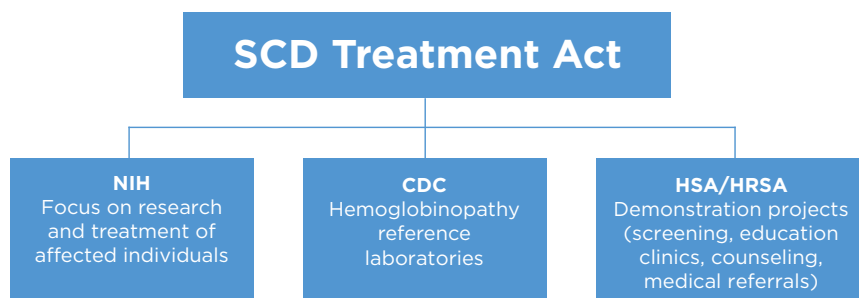 SCD Treatment Act
NIH
Focus on research
and treatment of
affected individuals
CDC
Hemoglobinopathy
reference
laboratories
HSA/HRSA
Demonstration projects
(screening, education
clinics, counseling,
medical referrals)